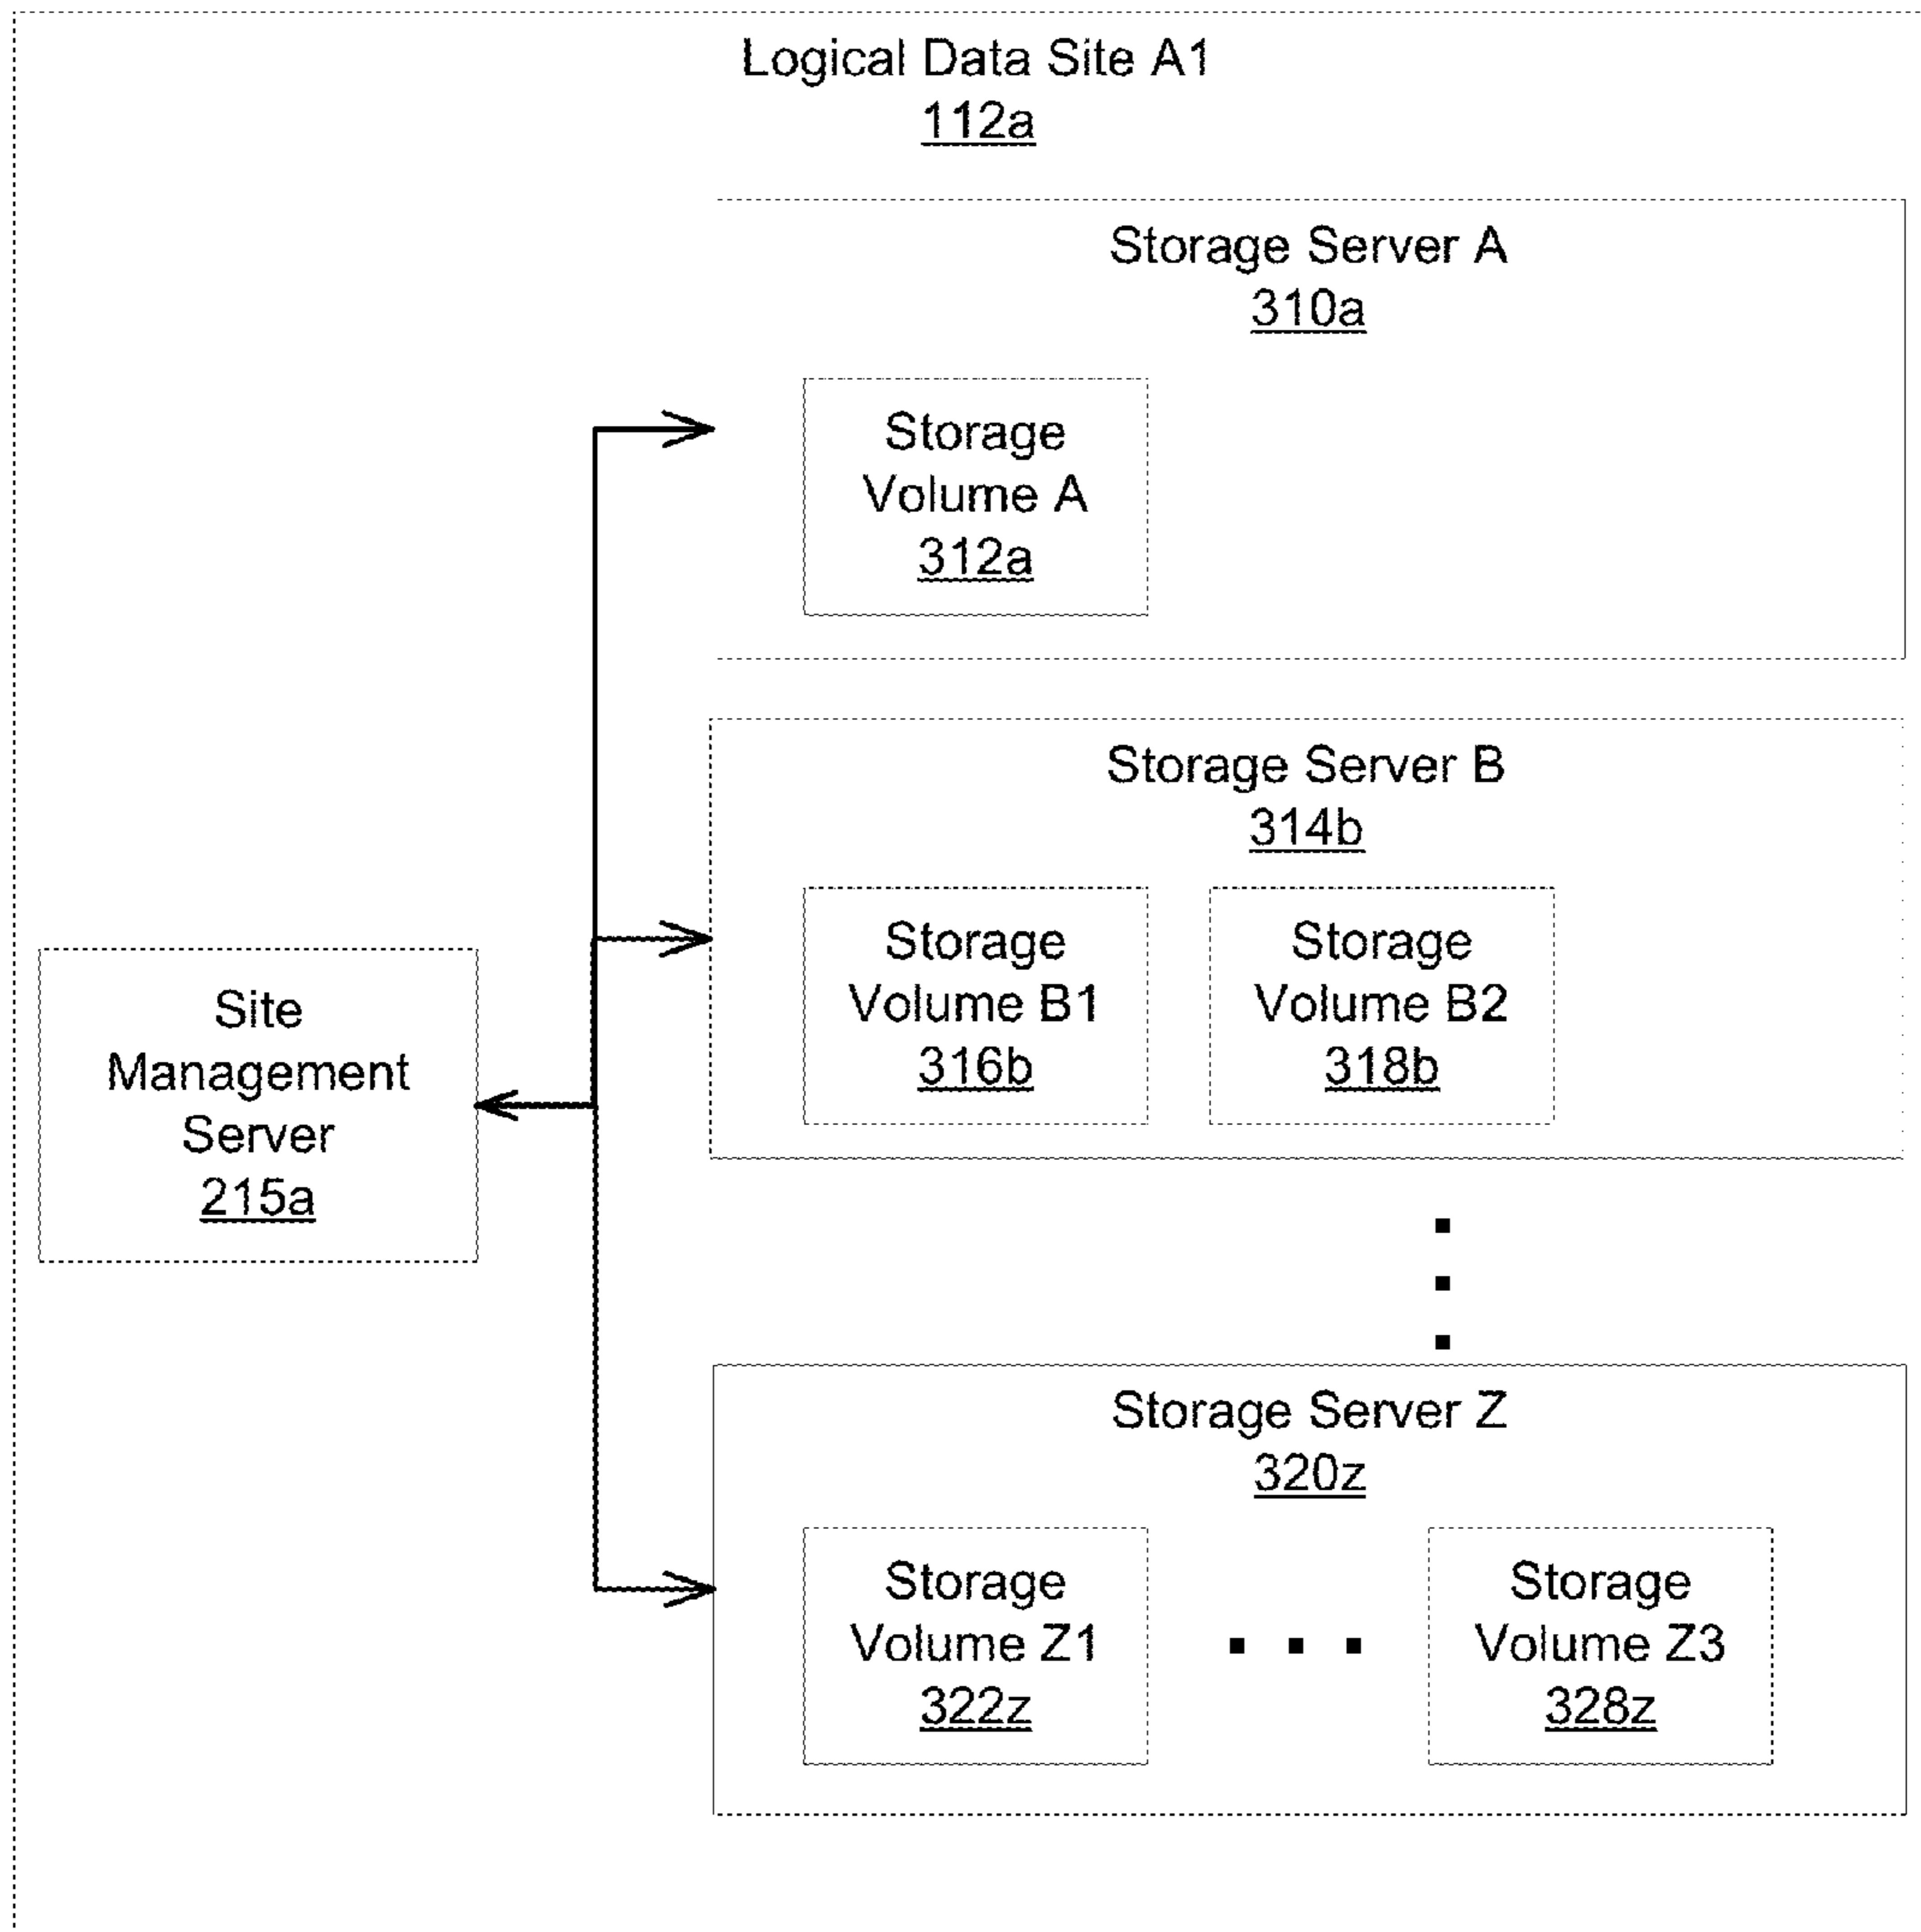 Logical Data Site A1
112a
Storage Server A
310a
Storage
Volume A
312a
Storage Server B
314b
Storage
Volume B1
316b
Storage
Volume B2
318b
Site
Management
Server
215a
Storage Server Z
320z
Storage
Volume Z1
322z
Storage
Volume Z3
328z